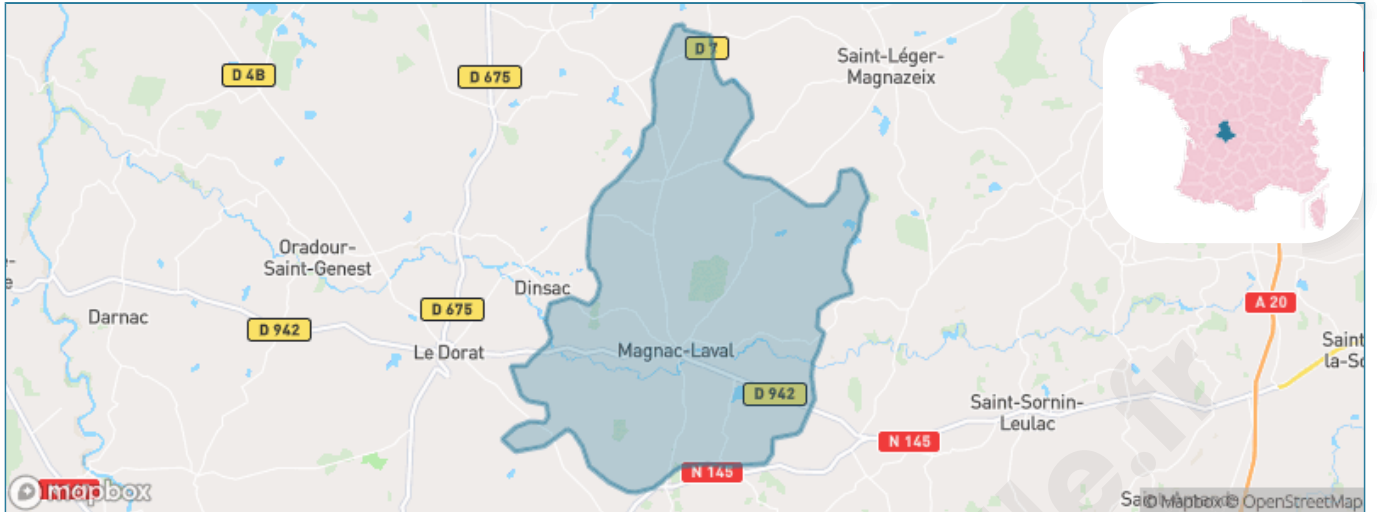 D 7
Saint-Léger-
Magnazeix
D 4B
D 675
Oradour-
Saint-Genest
Dinsac
A 20
D 675
Darnac
D 942
Saint
Le Dorat
Magnac-Laval
la-So
D 942
Saint-Sornin-
Leulac
N 145
N 145
mapbox
© Mapbox © OpenStreetMap